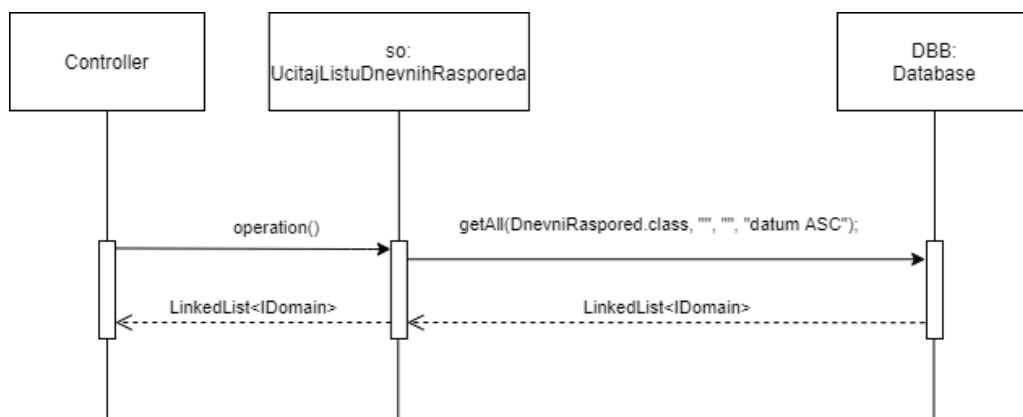 Controller
so:
UcitajListuDnevnihRasporeda
DBB:
Database
operation()
getAll(DnevniRaspored.class, "", "", "datum ASC");
LinkedList<IDomain>
LinkedList<IDomain>